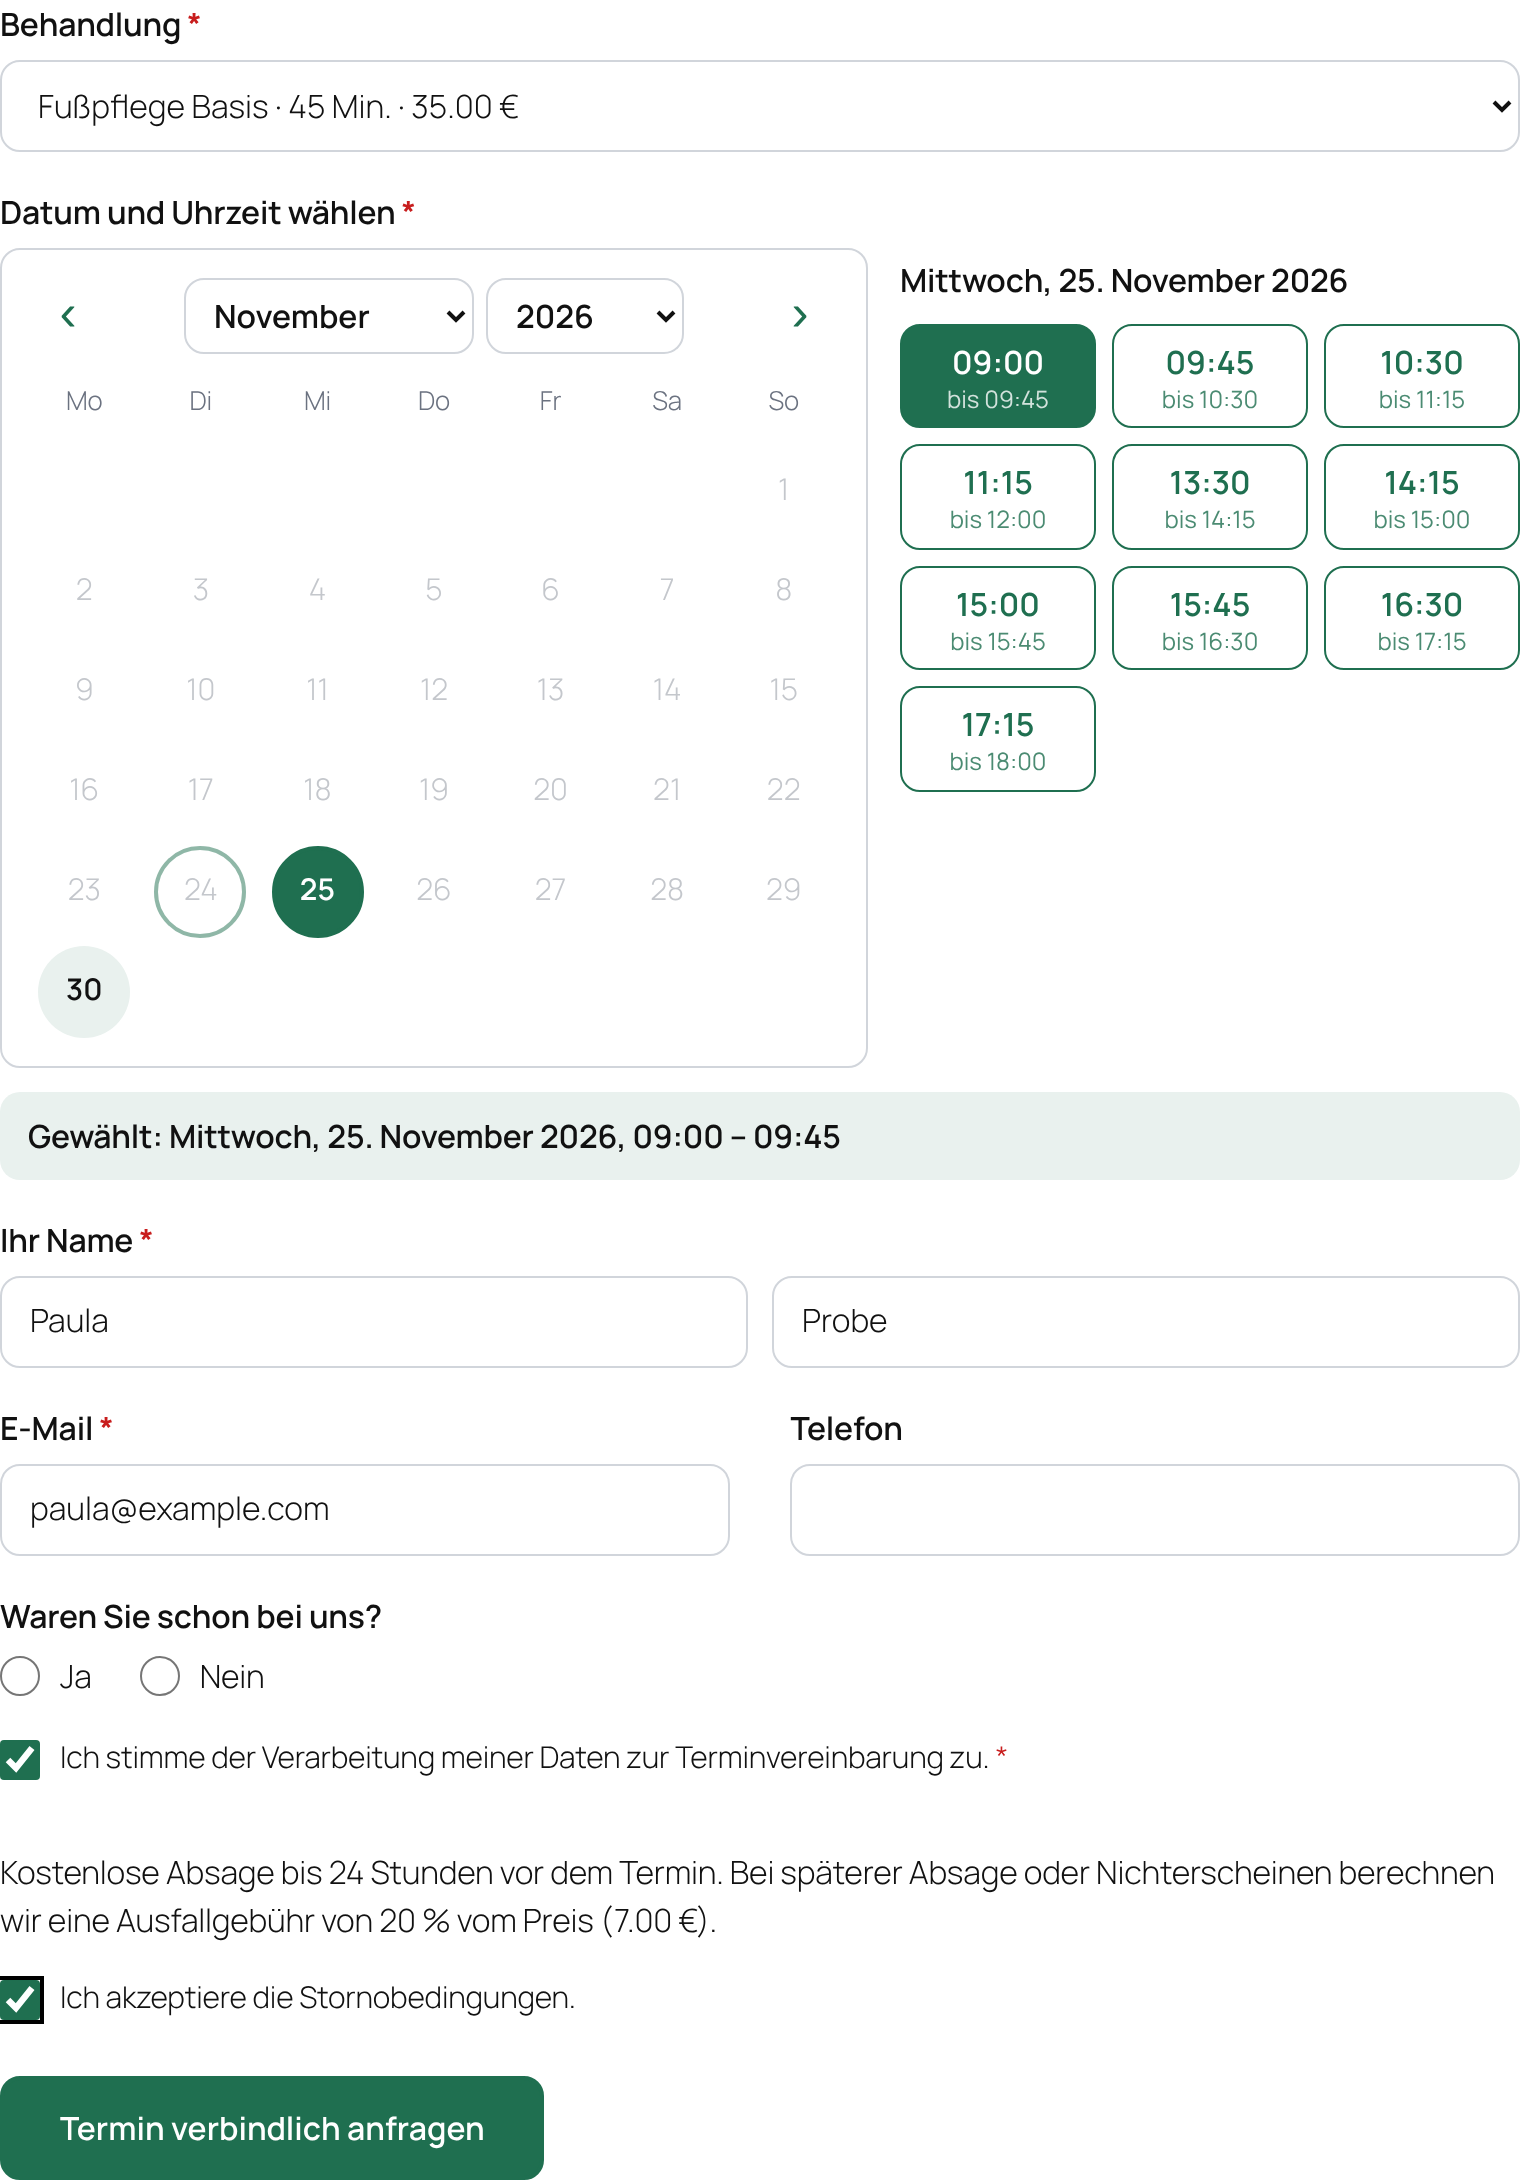 Behandlung *
Fußpflege Basis · 45 Min. · 35.00 €
Datum und Uhrzeit wählen *
November 2026
Mo Di Mi Do Fr Sa So
1
2 3 4 5 6 7 8
9 10 11 12 13 14 15
16 17 18 19 20 21 22
23 24 25 26 27 28 29
30
Mittwoch, 25. November 2026
09:00 09:45 10:30
bis 09:45 bis 10:30 bis 11:15
11:15 13:30 14:15
bis 12:00 bis 14:15 bis 15:00
15:00 15:45 16:30
bis 15:45 bis 16:30 bis 17:15
17:15
bis 18:00
Gewählt: Mittwoch, 25. November 2026, 09:00 – 09:45
Ihr Name *
Paula Probe
E-Mail * Telefon
paula@example.com
Waren Sie schon bei uns?
Ja Nein
Ich stimme der Verarbeitung meiner Daten zur Terminvereinbarung zu. *
Kostenlose Absage bis 24 Stunden vor dem Termin. Bei späterer Absage oder Nichterscheinen berechnen
wir eine Ausfallgebühr von 20 % vom Preis (7.00 €).
Ich akzeptiere die Stornobedingungen.
Termin verbindlich anfragen